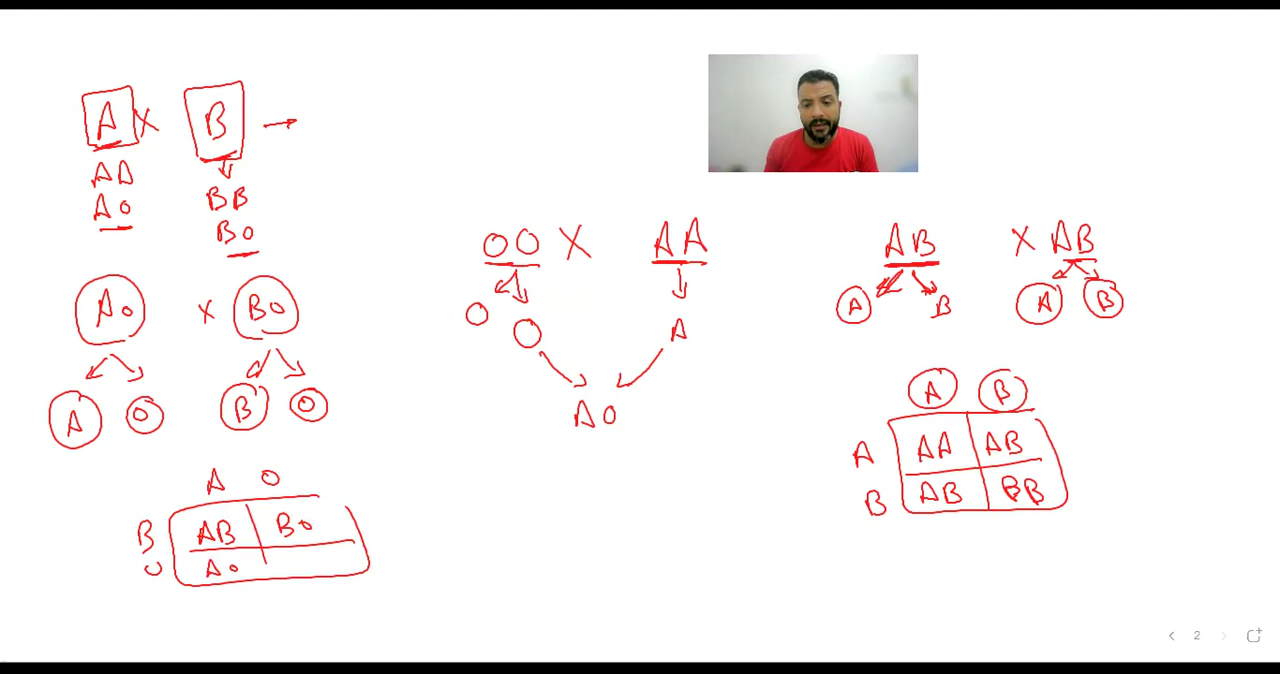 A X B →
AA
AO
BB
BO
AO x BO
A O B O
A O
B AB BO
O AO
OO X AA
O O A
AO
AB X AB
A B A B
A B
A AA AB
B AB BB
2